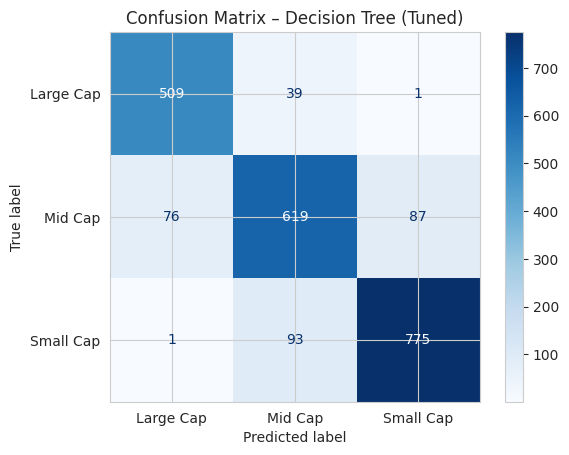 Confusion Matrix – Decision Tree (Tuned)
True label
Large Cap
509 39 1
Mid Cap
76 619 87
Small Cap
1 93 775
Large Cap Mid Cap Small Cap
Predicted label
700
600
500
400
300
200
100